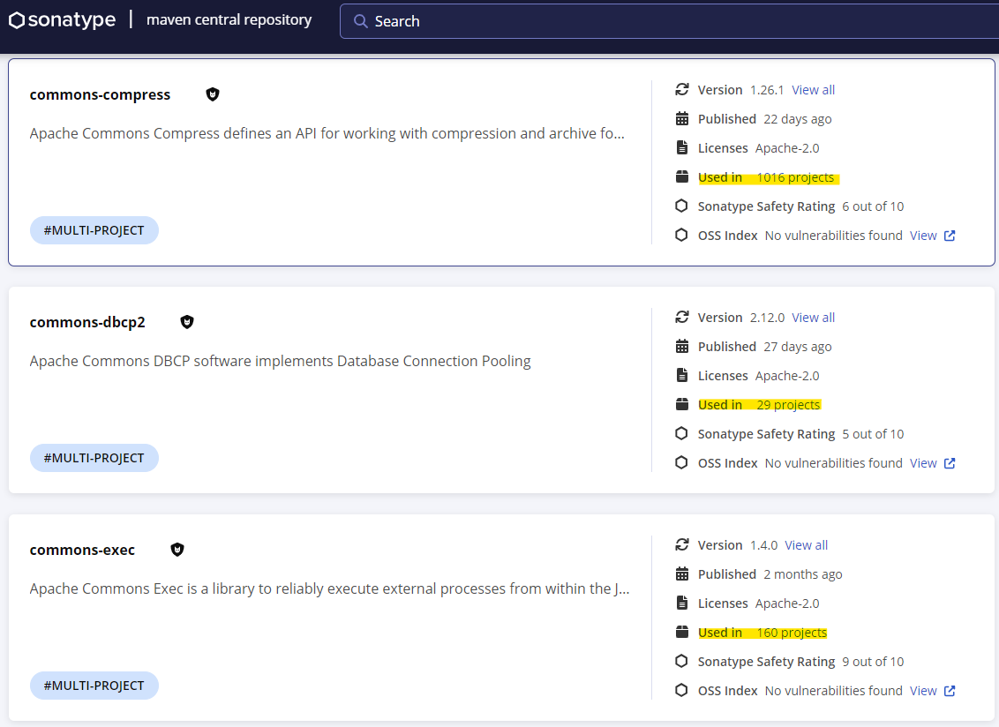 sonatype | maven central repository
Search
commons-compress
Apache Commons Compress defines an API for working with compression and archive fo...
#MULTI-PROJECT
Version 1.26.1 View all
Published 22 days ago
Licenses Apache-2.0
Used in 1016 projects
Sonatype Safety Rating 6 out of 10
OSS Index No vulnerabilities found View
commons-dbcp2
Apache Commons DBCP software implements Database Connection Pooling
#MULTI-PROJECT
Version 2.12.0 View all
Published 27 days ago
Licenses Apache-2.0
Used in 29 projects
Sonatype Safety Rating 5 out of 10
OSS Index No vulnerabilities found View
commons-exec
Apache Commons Exec is a library to reliably execute external processes from within the J...
#MULTI-PROJECT
Version 1.4.0 View all
Published 2 months ago
Licenses Apache-2.0
Used in 160 projects
Sonatype Safety Rating 9 out of 10
OSS Index No vulnerabilities found View